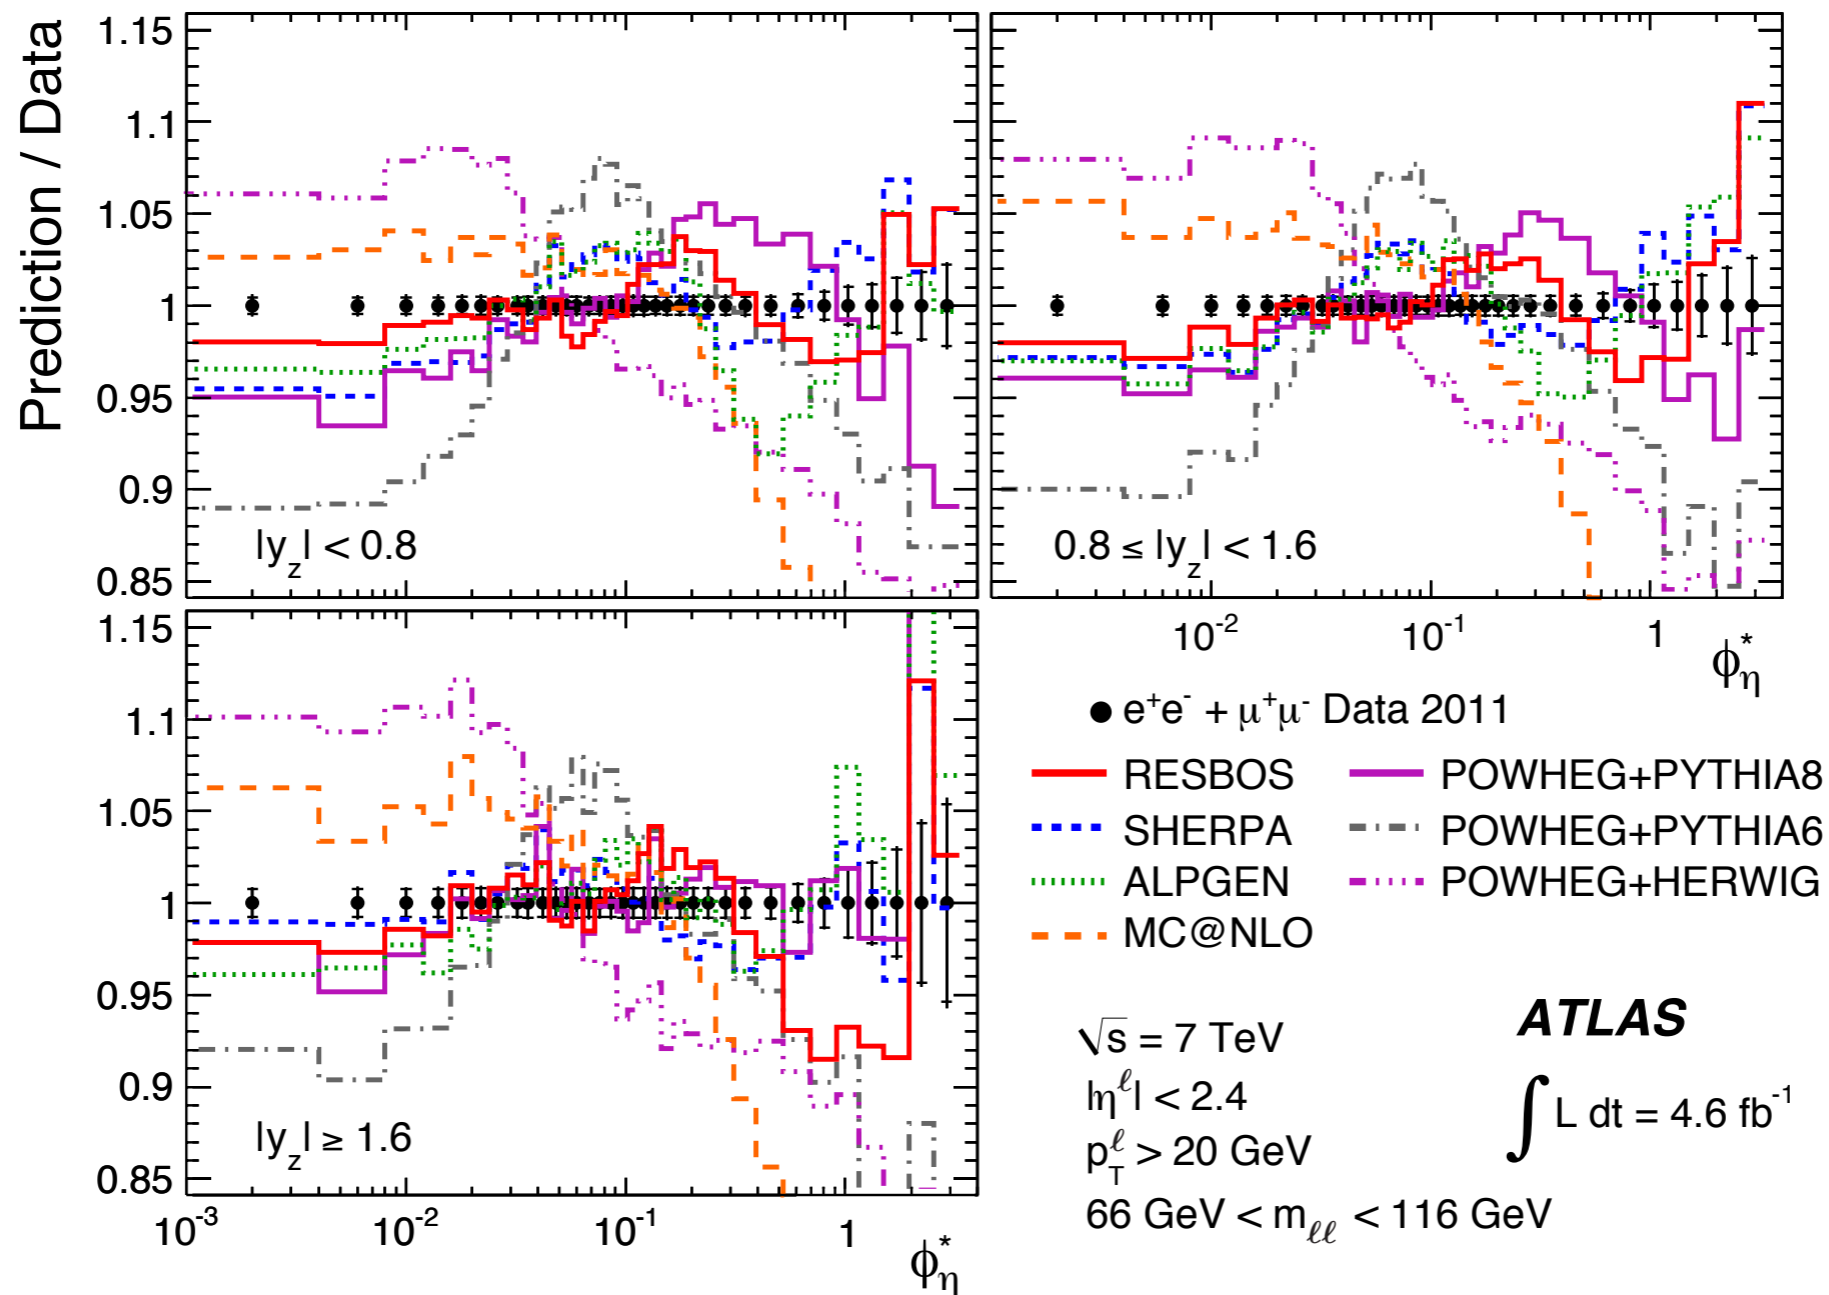 Prediction / Data
1.15
1.1
1.05
1
0.95
0.9
0.85
|y_z| < 0.8
0.8 ≤ |y_z| < 1.6
10^-2
10^-1
1
ϕ*_η
1.15
1.1
1.05
1
0.95
0.9
0.85
|y_z| ≥ 1.6
10^-3
10^-2
10^-1
1
ϕ*_η
e⁺e⁻ + μ⁺μ⁻ Data 2011
RESBOS
POWHEG+PYTHIA8
SHERPA
POWHEG+PYTHIA6
ALPGEN
POWHEG+HERWIG
MC@NLO
√s = 7 TeV
|η^ℓ| < 2.4
p_T^ℓ > 20 GeV
66 GeV < m_ℓℓ < 116 GeV
ATLAS
∫ L dt = 4.6 fb^-1